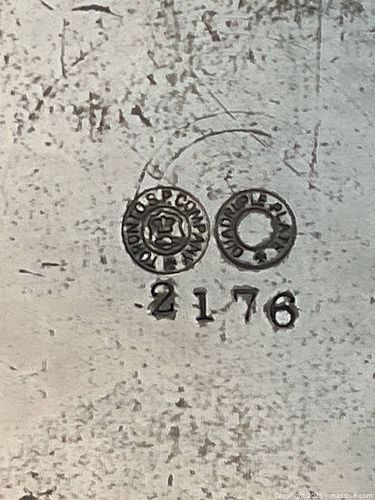 TORONTO S.P. COMPANY
QUADRUPLE PLATE
2176